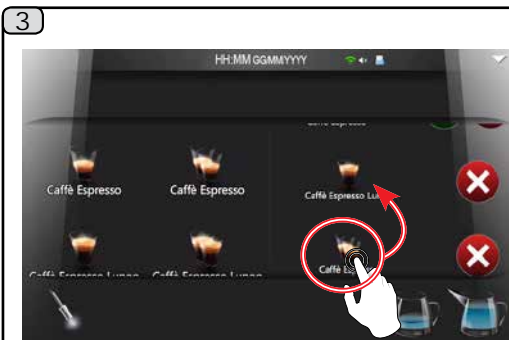 3
HH:MM GGMMYYYY
Caffè Espresso
Caffè Espresso
Caffè Espresso
Caffè Espresso Lu
Caffè Espresso Lungo
Caffè Espresso Lungo
Caffè Es